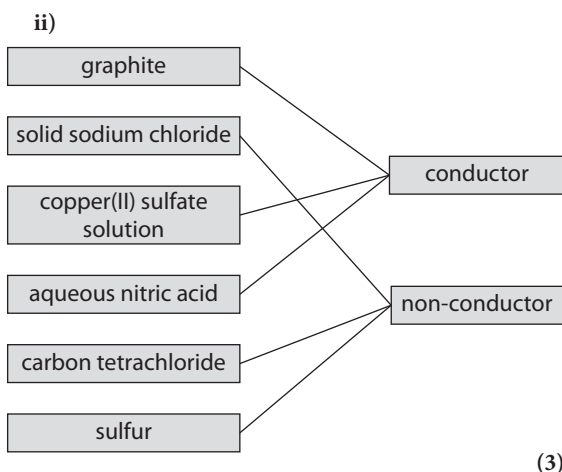 ii)
graphite
solid sodium chloride
copper(II) sulfate
solution
aqueous nitric acid
carbon tetrachloride
sulfur
conductor
non-conductor
(3)